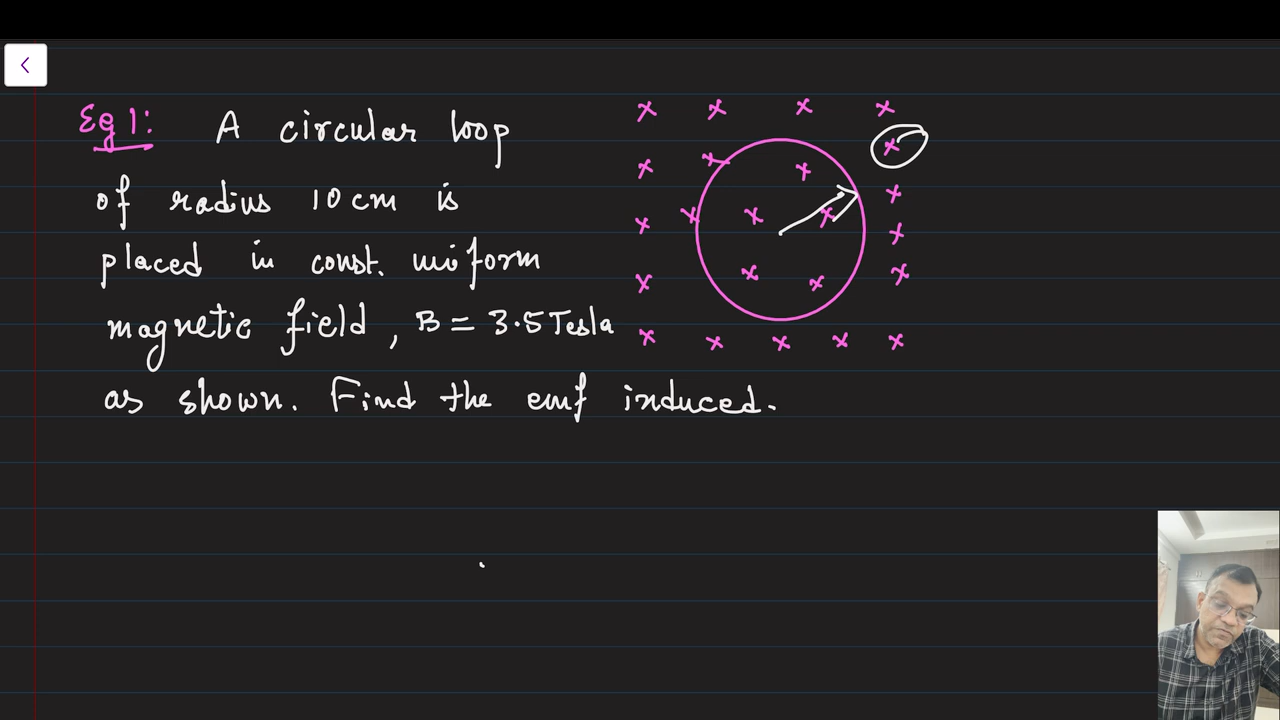 Eg 1: A circular loop
of radius 10 cm is
placed in const. uniform
magnetic field, B = 3.5 Tesla
as shown. Find the emf induced.